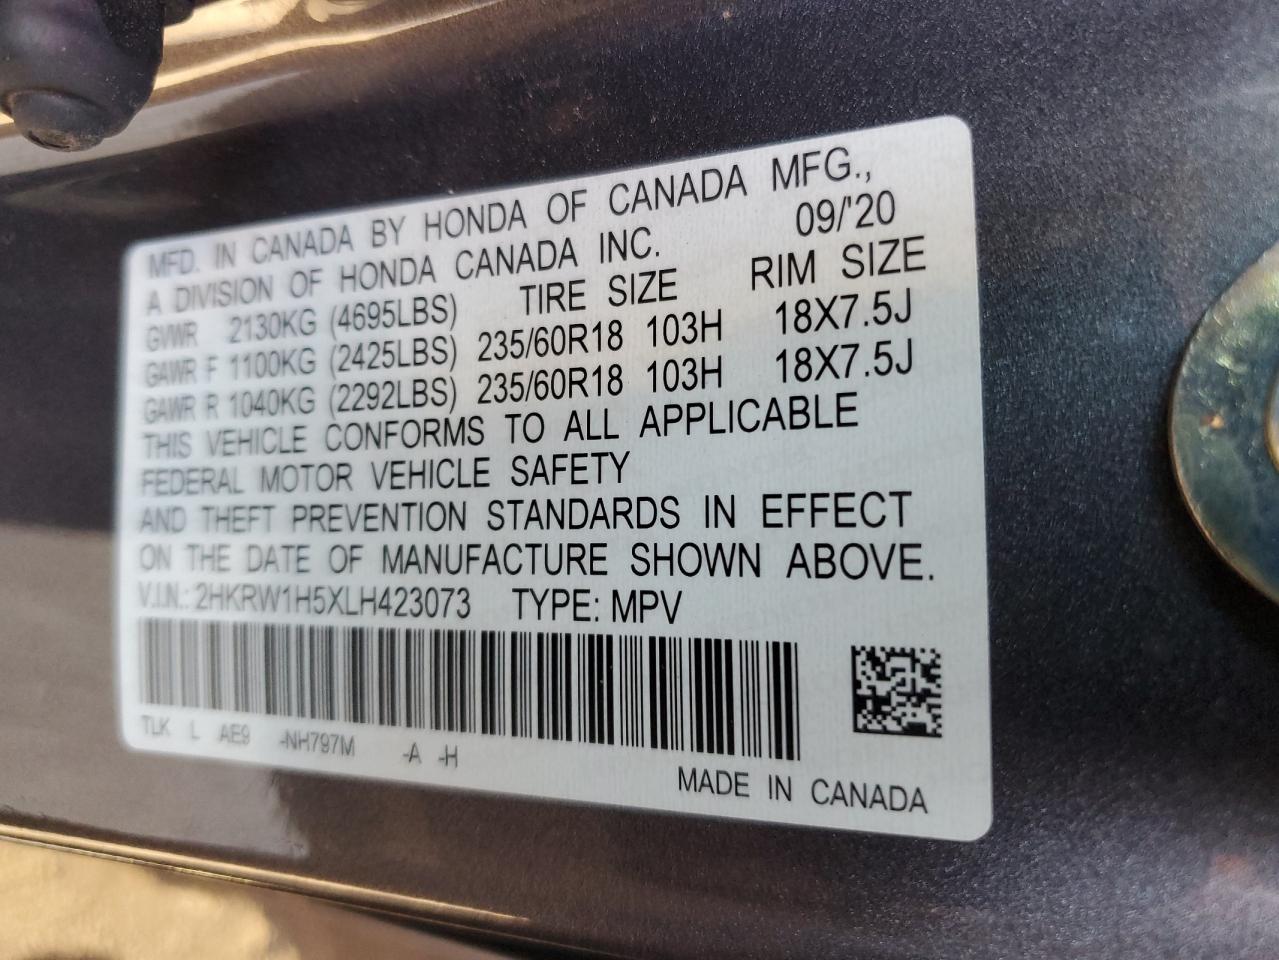 MFD. IN CANADA BY HONDA OF CANADA MFG.,
A DIVISION OF HONDA CANADA INC. 09/'20
GVWR 2130KG (4695LBS) TIRE SIZE RIM SIZE
GAWR F 1100KG (2425LBS) 235/60R18 103H 18X7.5J
GAWR R 1040KG (2292LBS) 235/60R18 103H 18X7.5J
THIS VEHICLE CONFORMS TO ALL APPLICABLE
FEDERAL MOTOR VEHICLE SAFETY
AND THEFT PREVENTION STANDARDS IN EFFECT
ON THE DATE OF MANUFACTURE SHOWN ABOVE.
V.I.N.: 2HKRW1H5XLH423073 TYPE: MPV
TLK L AE9 -NH797M -A -H
MADE IN CANADA